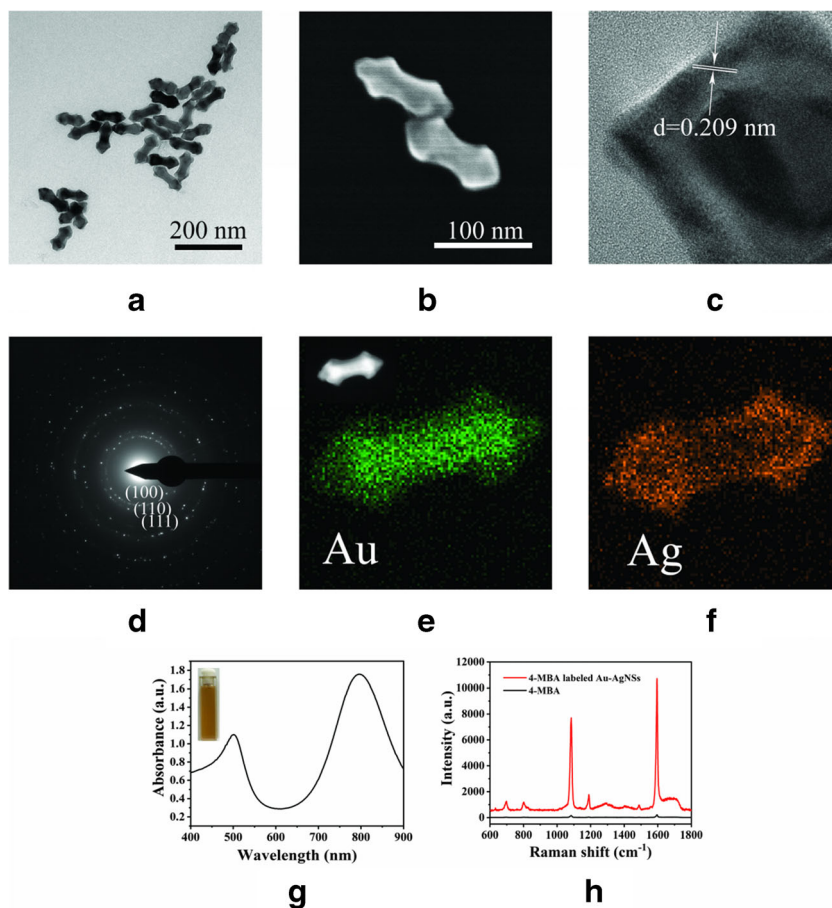 200 nm
100 nm
d=0.209 nm
a
b
c
(100)
(110)
(111)
Au
Ag
d
e
f
Absorbance (a.u.)
1.8
1.6
1.4
1.2
1.0
0.8
0.6
0.4
0.2
400
500
600
700
800
900
Wavelength (nm)
g
Intensity (a.u.)
12000
10000
8000
6000
4000
2000
0
4-MBA labeled Au-AgNSs
4-MBA
600
800
1000
1200
1400
1600
1800
Raman shift (cm⁻¹)
h